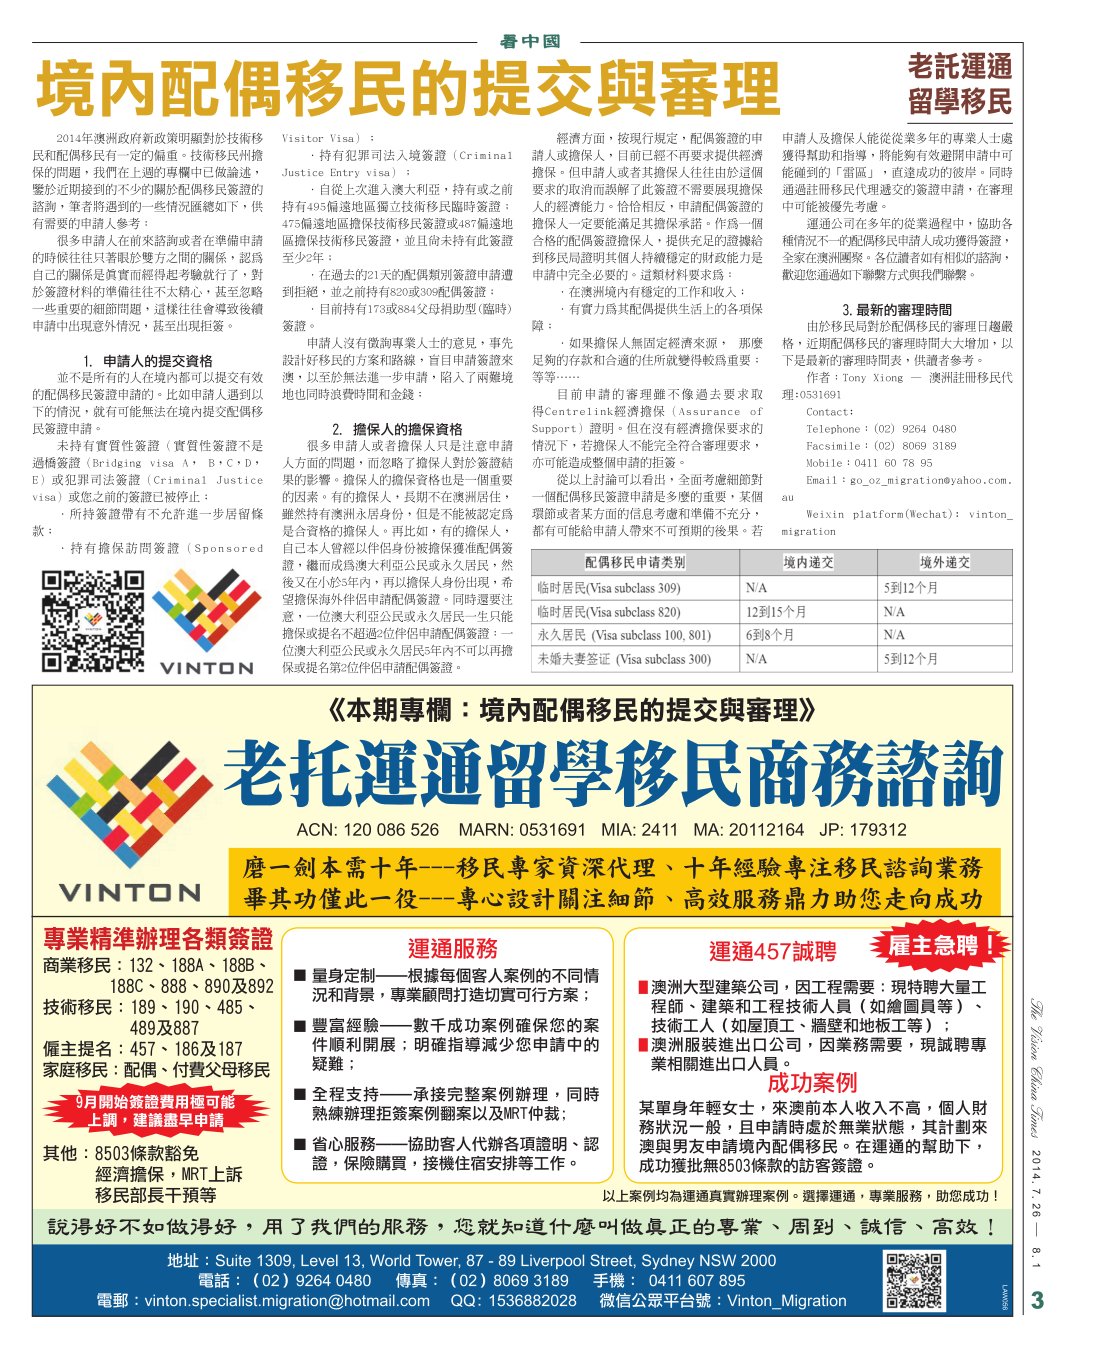 看中國
境內配偶移民的提交與審理
老託運通
留學移民
2014年澳洲政府新政策明顯對於技術移
民和配偶移民有一定的偏重。技術移民州擔
保的問題，我們在上週的專欄中已做論述，
鑒於近期接到的不少的關於配偶移民簽證的
諮詢，筆者將遇到的一些情況匯總如下，供
有需要的申請人參考：
很多申請人在前來諮詢或者在準備申請
的時候往往只著眼於雙方之間的關係，認爲
自己的關係是真實而經得起考驗就行了，對
於簽證材料的準備往往不太精心，甚至忽略
一些重要的細節問題，這樣往往會導致後續
申請中出現意外情況，甚至出現拒簽。
1. 申請人的提交資格
並不是所有的人在境內都可以提交有效
的配偶移民簽證申請的。比如申請人遇到以
下的情況，就有可能無法在境內提交配偶移
民簽證申請。
未持有實質性簽證（實質性簽證不是
過橋簽證（Bridging visa A， B，C，D，
E）或犯罪司法簽證（Criminal Justice
visa）或您之前的簽證已被停止；
．所持簽證帶有不允許進一步居留條
款；
．持有擔保訪問簽證（Sponsored
VINTON
Visitor Visa）；
．持有犯罪司法入境簽證（Criminal
Justice Entry visa）；
．自從上次進入澳大利亞，持有或之前
持有495偏遠地區獨立技術移民臨時簽證；
475偏遠地區擔保技術移民簽證或487偏遠地
區擔保技術移民簽證，並且尚未持有此簽證
至少2年；
．在過去的21天的配偶類別簽證申請遭
到拒絕，並之前持有820或309配偶簽證；
．目前持有173或884父母捐助型(臨時)
簽證。
申請人沒有徵詢專業人士的意見，事先
設計好移民的方案和路線，盲目申請簽證來
澳，以至於無法進一步申請，陷入了兩難境
地也同時浪費時間和金錢；
2. 擔保人的擔保資格
很多申請人或者擔保人只是注意申請
人方面的問題，而忽略了擔保人對於簽證結
果的影響。擔保人的擔保資格也是一個重要
的因素。有的擔保人，長期不在澳洲居住，
雖然持有澳洲永居身份，但是不能被認定爲
是合資格的擔保人。再比如，有的擔保人，
自己本人曾經以伴侶身份被擔保獲准配偶簽
證，繼而成爲澳大利亞公民或永久居民，然
後又在小於5年內，再以擔保人身份出現，希
望擔保海外伴侶申請配偶簽證。同時還要注
意，一位澳大利亞公民或永久居民一生只能
擔保或提名不超過2位伴侶申請配偶簽證；一
位澳大利亞公民或永久居民5年內不可以再擔
保或提名第2位伴侶申請配偶簽證。
經濟方面，按現行規定，配偶簽證的申
請人或擔保人，目前已經不再要求提供經濟
擔保。但申請人或者其擔保人往往由於這個
要求的取消而誤解了此簽證不需要展現擔保
人的經濟能力。恰恰相反，申請配偶簽證的
擔保人一定要能滿足其擔保承諾。作爲一個
合格的配偶簽證擔保人，提供充足的證據給
到移民局證明其個人持續穩定的財政能力是
申請中完全必要的。這類材料要求爲：
．在澳洲境內有穩定的工作和收入；
．有實力爲其配偶提供生活上的各項保
障；
．如果擔保人無固定經濟來源， 那麼
足夠的存款和合適的住所就變得較爲重要；
等等……
目前申請的審理雖不像過去要求取
得Centrelink經濟擔保（Assurance of
Support）證明。但在沒有經濟擔保要求的
情況下，若擔保人不能完全符合審理要求，
亦可能造成整個申請的拒簽。
從以上討論可以看出，全面考慮細節對
一個配偶移民簽證申請是多麼的重要，某個
環節或者某方面的信息考慮和準備不充分，
都有可能給申請人帶來不可預期的後果。若
申請人及擔保人能從從業多年的專業人士處
獲得幫助和指導，將能夠有效避開申請中可
能碰到的「雷區」，直達成功的彼岸。同時
通過註冊移民代理遞交的簽證申請，在審理
中可能被優先考慮。
運通公司在多年的從業過程中，協助各
種情況不一的配偶移民申請人成功獲得簽證，
全家在澳洲團聚。各位讀者如有相似的諮詢，
歡迎您通過如下聯繫方式與我們聯繫。
3.最新的審理時間
由於移民局對於配偶移民的審理日趨嚴
格，近期配偶移民的審理時間大大增加，以
下是最新的審理時間表，供讀者參考。
作者：Tony Xiong — 澳洲註冊移民代
理:0531691
Contact:
Telephone：(02) 9264 0480
Facsimile：(02) 8069 3189
Mobile：0411 60 78 95
Email：go_oz_migration@yahoo.com.
au
Weixin platform(Wechat): vinton_
migration
配偶移民申请类别 境内递交 境外递交
临时居民(Visa subclass 309) N/A 5到12个月
临时居民(Visa subclass 820) 12到15个月 N/A
永久居民 (Visa subclass 100, 801) 6到8个月 N/A
未婚夫妻签证 (Visa subclass 300) N/A 5到12个月
《本期專欄：境內配偶移民的提交與審理》
老托運通留學移民商務諮詢
ACN: 120 086 526 MARN: 0531691 MIA: 2411 MA: 20112164 JP: 179312
VINTON
磨一劍本需十年---移民專家資深代理、十年經驗專注移民諮詢業務
畢其功僅此一役---專心設計關注細節、高效服務鼎力助您走向成功
專業精準辦理各類簽證
商業移民：132、188A、188B、
188C、888、890及892
技術移民：189、190、485、
489及887
僱主提名：457、186及187
家庭移民：配偶、付費父母移民
9月開始簽證費用極可能
上調，建議盡早申請
其他：8503條款豁免
經濟擔保，MRT上訴
移民部長干預等
運通服務
■ 量身定制——根據每個客人案例的不同情
況和背景，專業顧問打造切實可行方案；
■ 豐富經驗——數千成功案例確保您的案
件順利開展；明確指導減少您申請中的
疑難；
■ 全程支持——承接完整案例辦理，同時
熟練辦理拒簽案例翻案以及MRT仲裁;
■ 省心服務——協助客人代辦各項證明、認
證，保險購買，接機住宿安排等工作。
運通457誠聘
雇主急聘！
■澳洲大型建築公司，因工程需要：現特聘大量工
程師、建築和工程技術人員（如繪圖員等）、
技術工人（如屋頂工、牆壁和地板工等）；
■澳洲服裝進出口公司，因業務需要，現誠聘專
業相關進出口人員。
成功案例
某單身年輕女士，來澳前本人收入不高，個人財
務狀況一般，且申請時處於無業狀態，其計劃來
澳與男友申請境內配偶移民。在運通的幫助下，
成功獲批無8503條款的訪客簽證。
以上案例均為運通真實辦理案例。選擇運通，專業服務，助您成功！
說得好不如做得好，用了我們的服務，您就知道什麼叫做真正的專業、周到、誠信、高效！
地址：Suite 1309, Level 13, World Tower, 87 - 89 Liverpool Street, Sydney NSW 2000
電話：（02）9264 0480 傳真：（02）8069 3189 手機： 0411 607 895
電郵：vinton.specialist.migration@hotmail.com QQ: 1536882028 微信公眾平台號：Vinton_Migration
LAW056
The Vision China Times 2014.7.26— 8.1
3